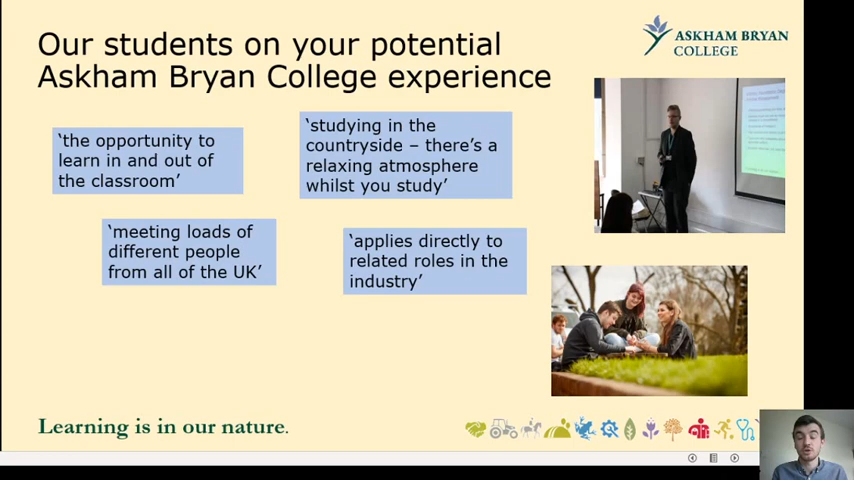 Our students on your potential
Askham Bryan College experience
ASKHAM BRYAN
COLLEGE
‘the opportunity to
learn in and out of
the classroom’
‘studying in the
countryside – there’s a
relaxing atmosphere
whilst you study’
‘meeting loads of
different people
from all of the UK’
‘applies directly to
related roles in the
industry’
Learning is in our nature.